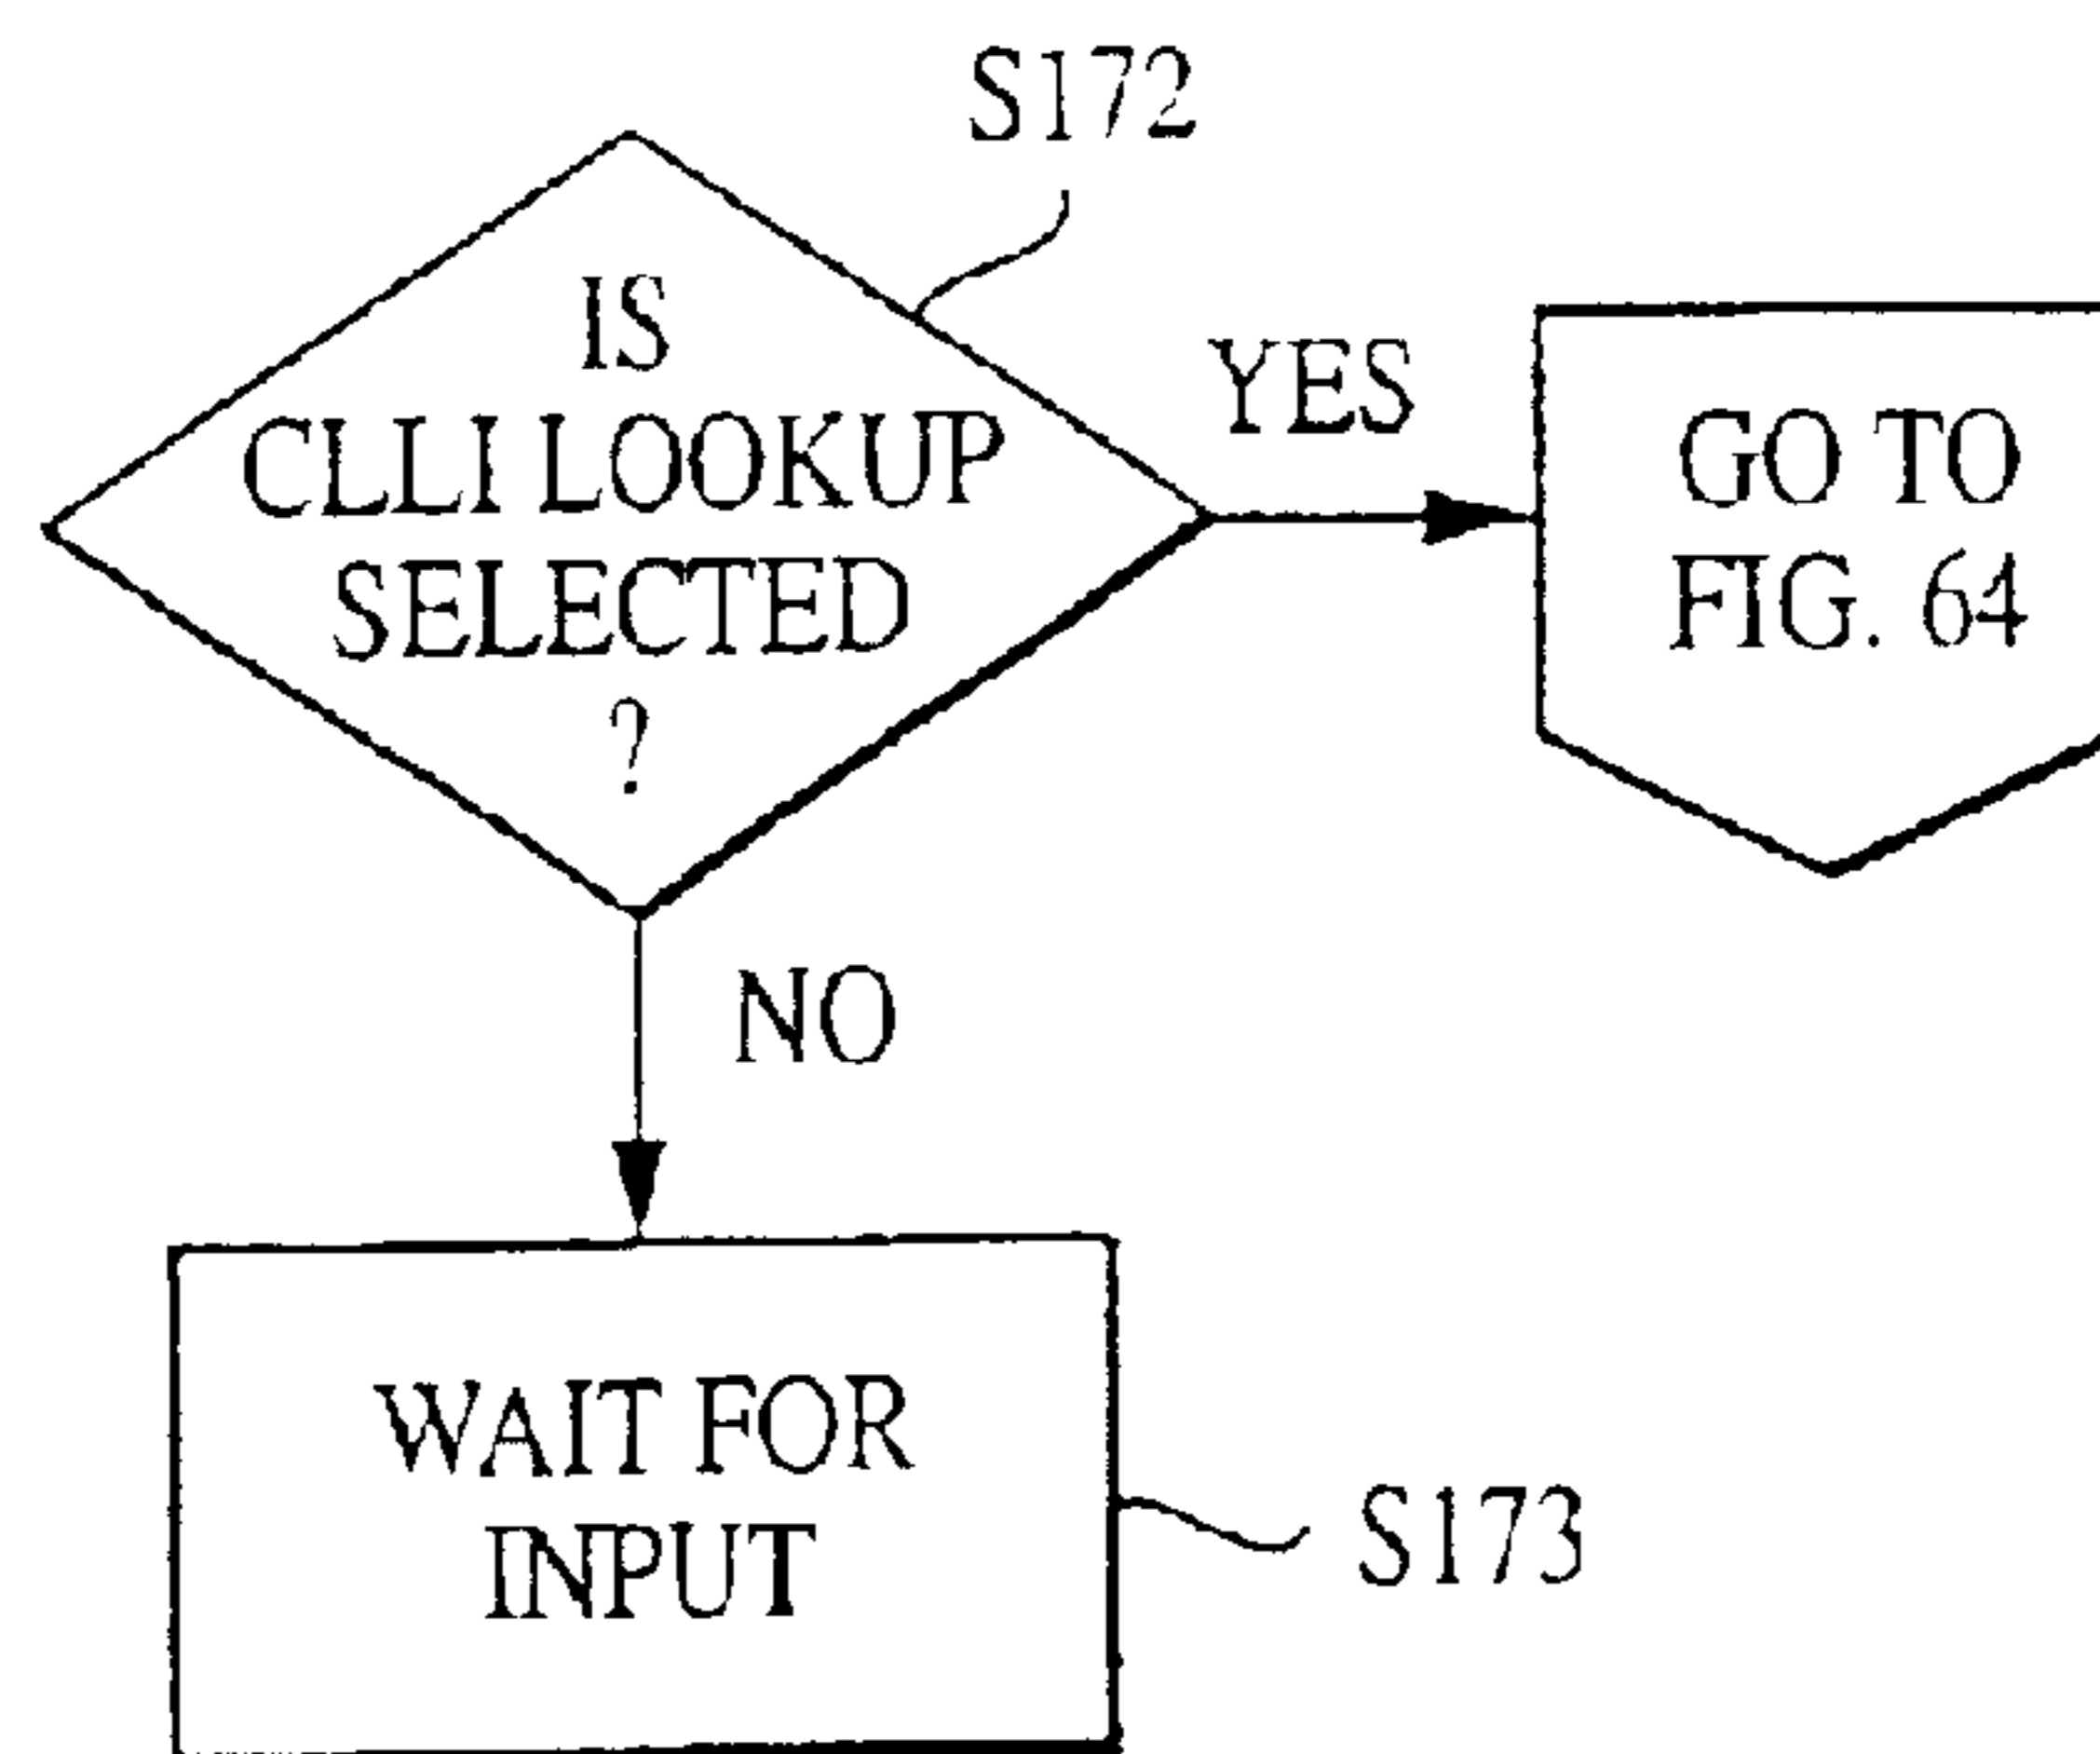 S172
IS
CLLI LOOKUP
SELECTED
?
YES
GO TO
FIG. 64
NO
WAIT FOR
INPUT
S173